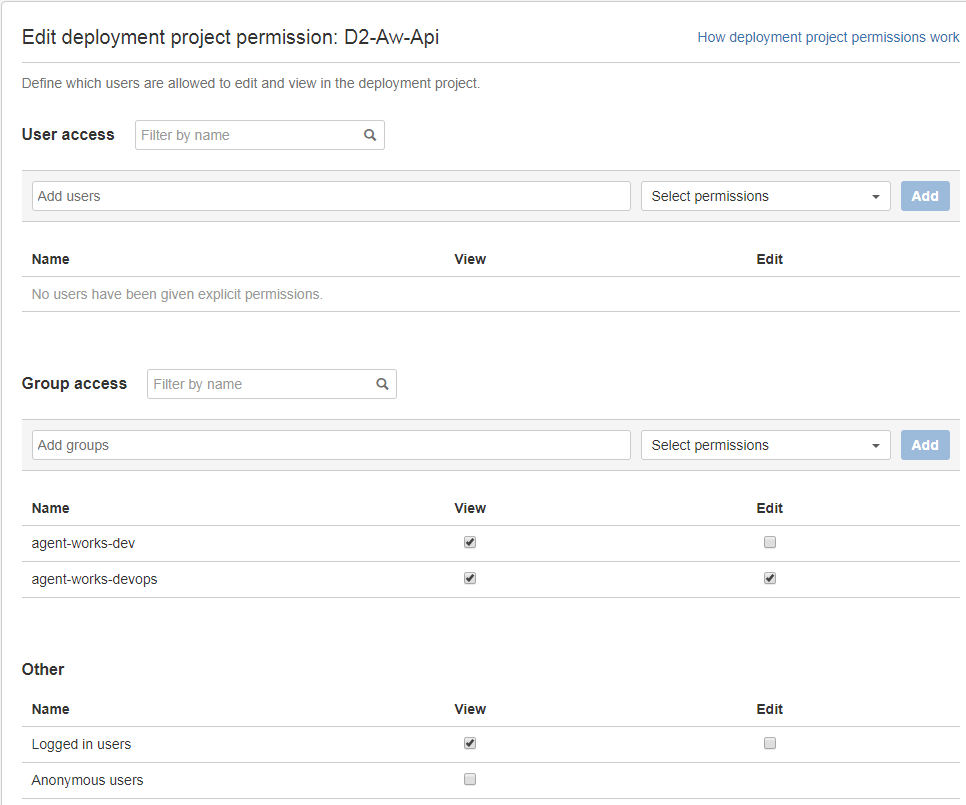 Edit deployment project permission: D2-Aw-Api
How deployment project permissions work
Define which users are allowed to edit and view in the deployment project.
User access
Filter by name
Add users
Select permissions
Add
Name View Edit
No users have been given explicit permissions.
Group access
Filter by name
Add groups
Select permissions
Add
Name View Edit
agent-works-dev
agent-works-devops
Other
Name View Edit
Logged in users
Anonymous users